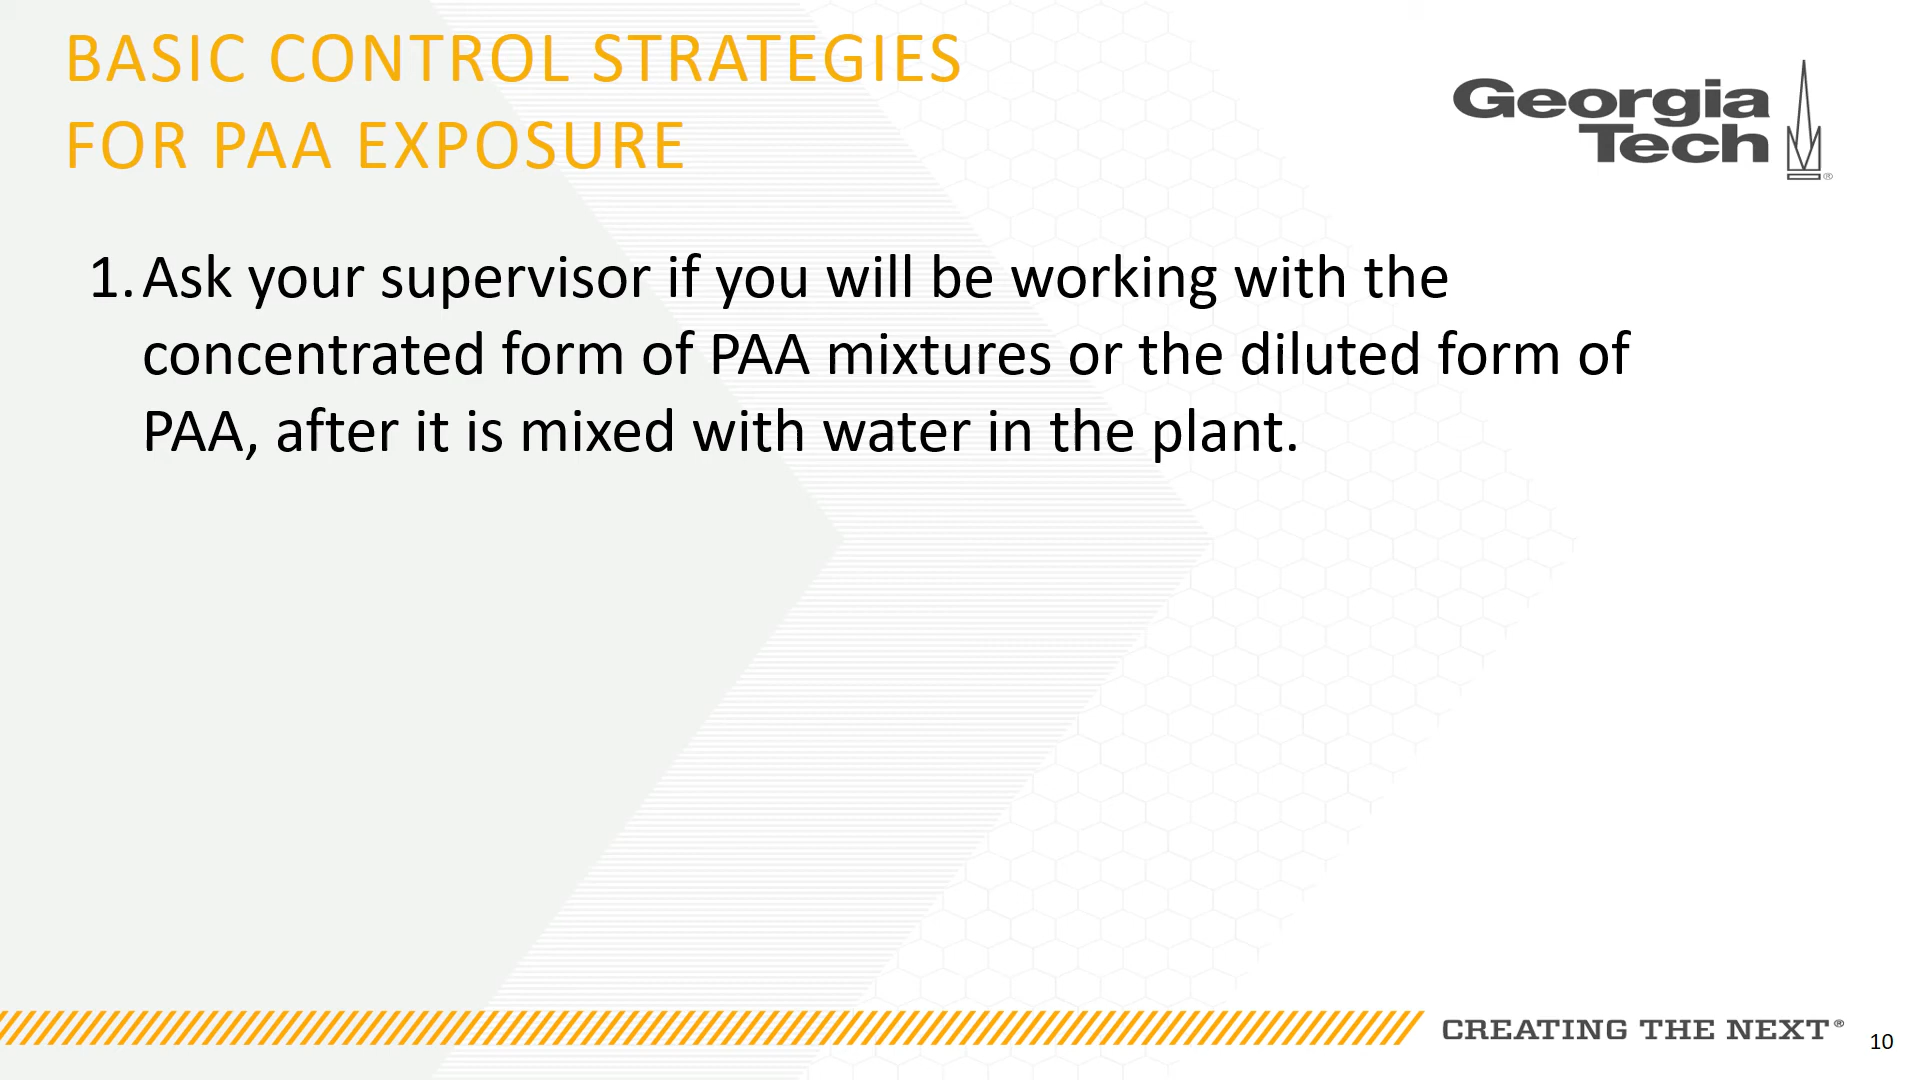 BASIC CONTROL STRATEGIES
FOR PAA EXPOSURE
Georgia
Tech
®
1. Ask your supervisor if you will be working with the
concentrated form of PAA mixtures or the diluted form of
PAA, after it is mixed with water in the plant.
CREATING THE NEXT®
10